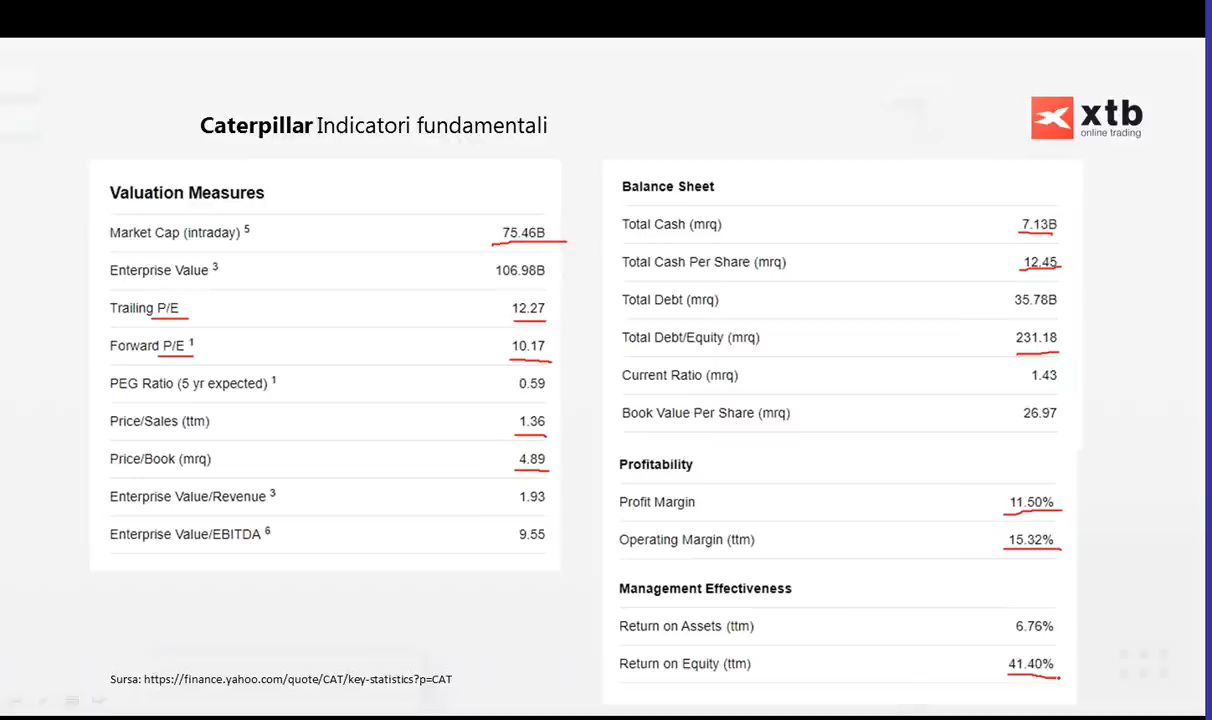 Caterpillar Indicatori fundamentali
xtb
online trading
Valuation Measures
Market Cap (intraday) 5 75.46B
Enterprise Value 3 106.98B
Trailing P/E 12.27
Forward P/E 1 10.17
PEG Ratio (5 yr expected) 1 0.59
Price/Sales (ttm) 1.36
Price/Book (mrq) 4.89
Enterprise Value/Revenue 3 1.93
Enterprise Value/EBITDA 6 9.55
Balance Sheet
Total Cash (mrq) 7.13B
Total Cash Per Share (mrq) 12.45
Total Debt (mrq) 35.78B
Total Debt/Equity (mrq) 231.18
Current Ratio (mrq) 1.43
Book Value Per Share (mrq) 26.97
Profitability
Profit Margin 11.50%
Operating Margin (ttm) 15.32%
Management Effectiveness
Return on Assets (ttm) 6.76%
Return on Equity (ttm) 41.40%
Sursa: https://finance.yahoo.com/quote/CAT/key-statistics?p=CAT